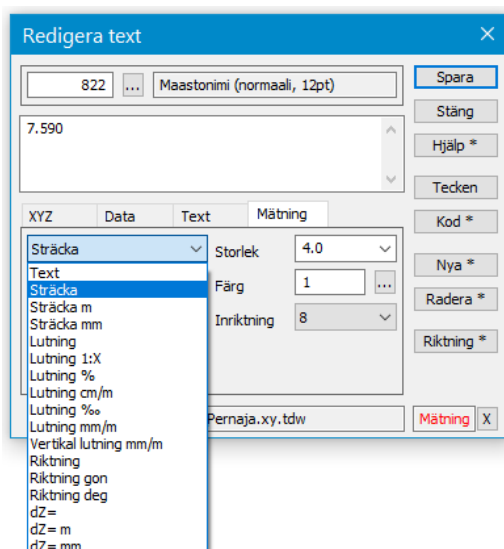 Redigera text
822 ... Maastonimi (normaali, 12pt)
7.590
Spara
Stäng
Hjälp *
Tecken
Kod *
Nya *
Radera *
Riktning *
XYZ Data Text Mätning
Sträcka
Storlek 4.0
Färg 1 ...
Inriktning 8
Text
Sträcka
Sträcka m
Sträcka mm
Lutning
Lutning 1:X
Lutning %
Lutning cm/m
Lutning ‰
Lutning mm/m
Vertikal lutning mm/m
Riktning
Riktning gon
Riktning deg
dZ=
dZ= m
dZ= mm
Pernaja.xy.tdw
Mätning X